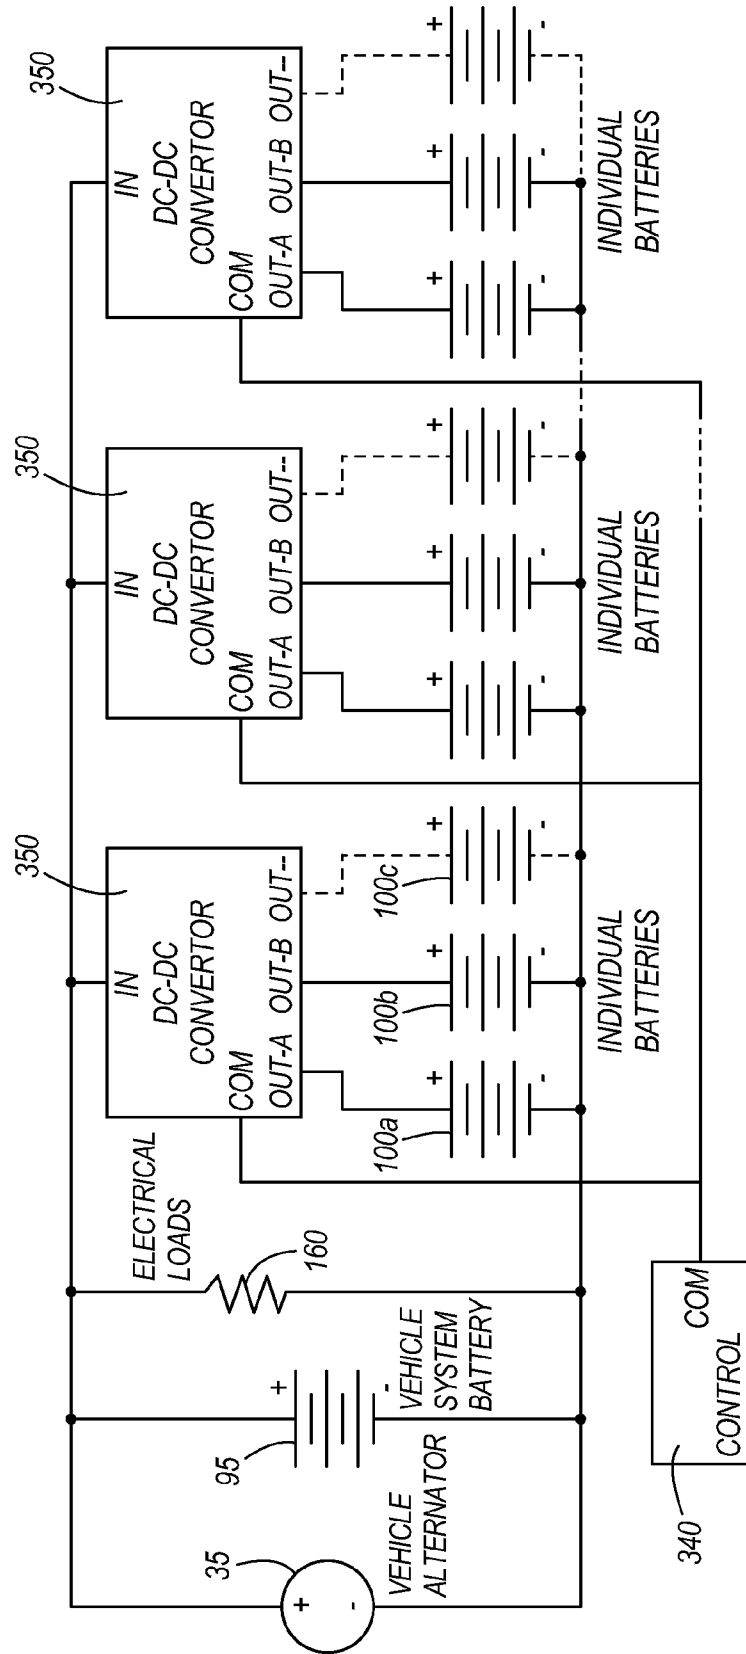 35
+
-
VEHICLE
ALTERNATOR
95
+
-
VEHICLE
SYSTEM
BATTERY
ELECTRICAL
LOADS
160
340
COM
CONTROL
350
IN
DC-DC
CONVERTOR
COM
OUT-A OUT-B OUT--
100a
+
-
100b
+
-
100c
+
-
INDIVIDUAL
BATTERIES
350
IN
DC-DC
CONVERTOR
COM
OUT-A OUT-B OUT--
+
-
+
-
+
-
INDIVIDUAL
BATTERIES
350
IN
DC-DC
CONVERTOR
COM
OUT-A OUT-B OUT--
+
-
+
-
+
-
INDIVIDUAL
BATTERIES